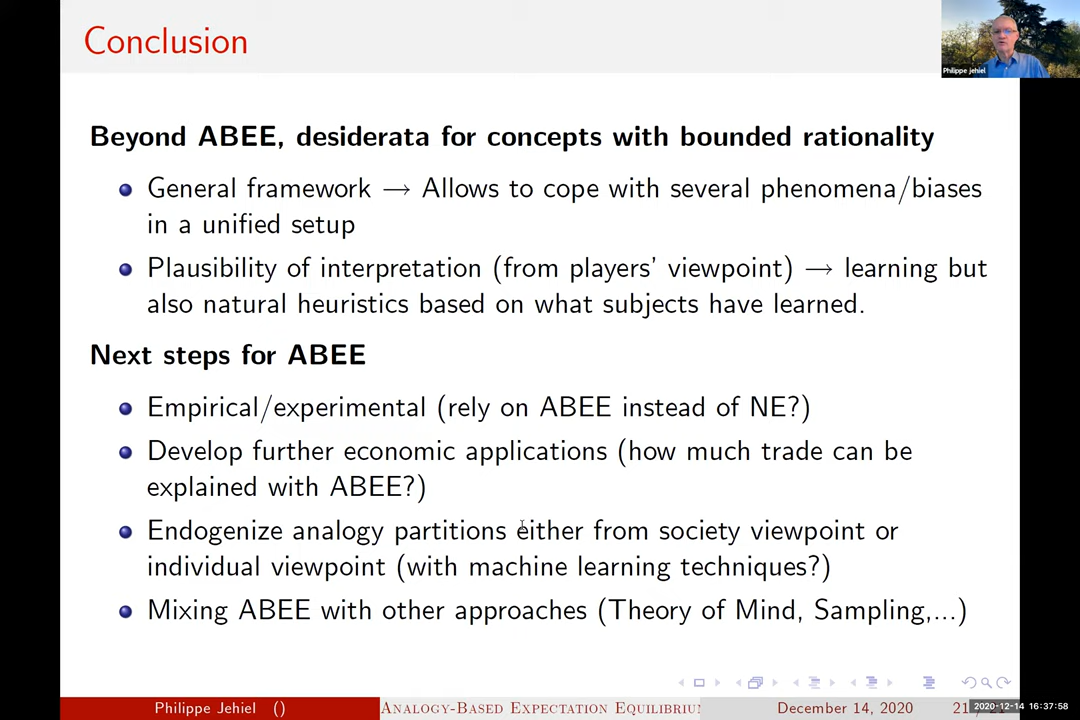 Conclusion
Philippe jehiel
Beyond ABEE, desiderata for concepts with bounded rationality
General framework → Allows to cope with several phenomena/biases
in a unified setup
Plausibility of interpretation (from players' viewpoint) → learning but
also natural heuristics based on what subjects have learned.
Next steps for ABEE
Empirical/experimental (rely on ABEE instead of NE?)
Develop further economic applications (how much trade can be
explained with ABEE?)
Endogenize analogy partitions either from society viewpoint or
individual viewpoint (with machine learning techniques?)
Mixing ABEE with other approaches (Theory of Mind, Sampling,...)
Philippe Jehiel () Analogy-Based Expectation Equilibriu December 14, 2020 21
2020-12-14 16:37:58